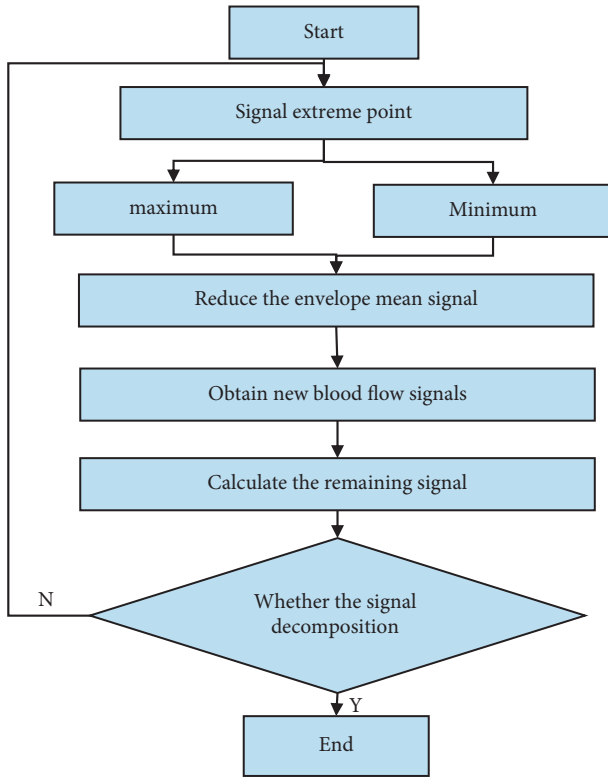 Start
Signal extreme point
maximum
Minimum
Reduce the envelope mean signal
Obtain new blood flow signals
Calculate the remaining signal
Whether the signal
decomposition
N
Y
End